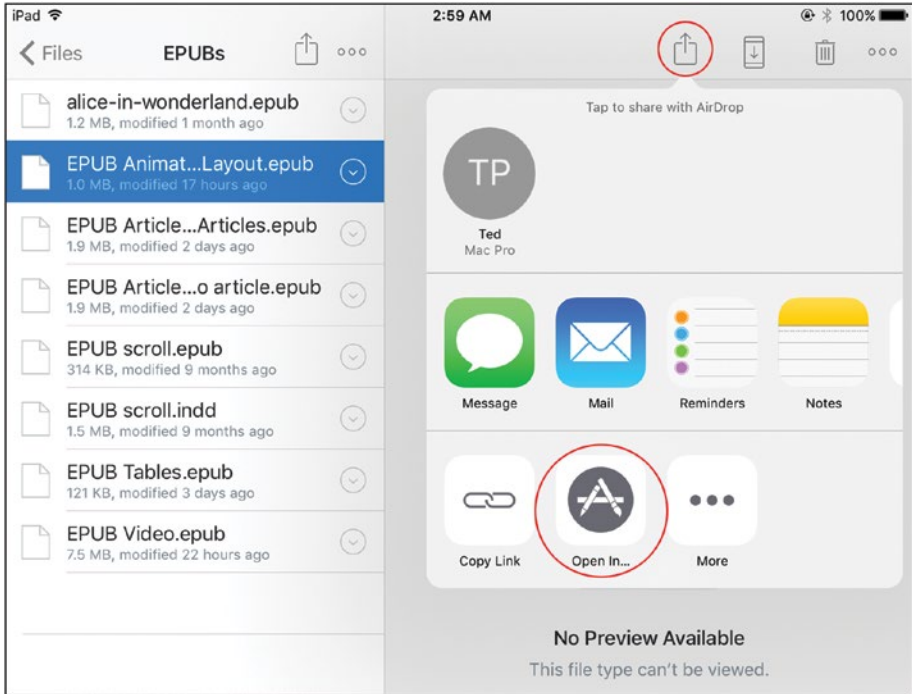 iPad
2:59 AM
100%
Files
EPUBs
alice-in-wonderland.epub
1.2 MB, modified 1 month ago
EPUB Animat...Layout.epub
1.0 MB, modified 17 hours ago
EPUB Article...Articles.epub
1.9 MB, modified 2 days ago
EPUB Article...o article.epub
1.9 MB, modified 2 days ago
EPUB scroll.epub
314 KB, modified 9 months ago
EPUB scroll.indd
1.5 MB, modified 9 months ago
EPUB Tables.epub
121 KB, modified 3 days ago
EPUB Video.epub
7.5 MB, modified 22 hours ago
Tap to share with AirDrop
TP
Ted
Mac Pro
Message
Mail
Reminders
Notes
Copy Link
Open In...
More
No Preview Available
This file type can't be viewed.